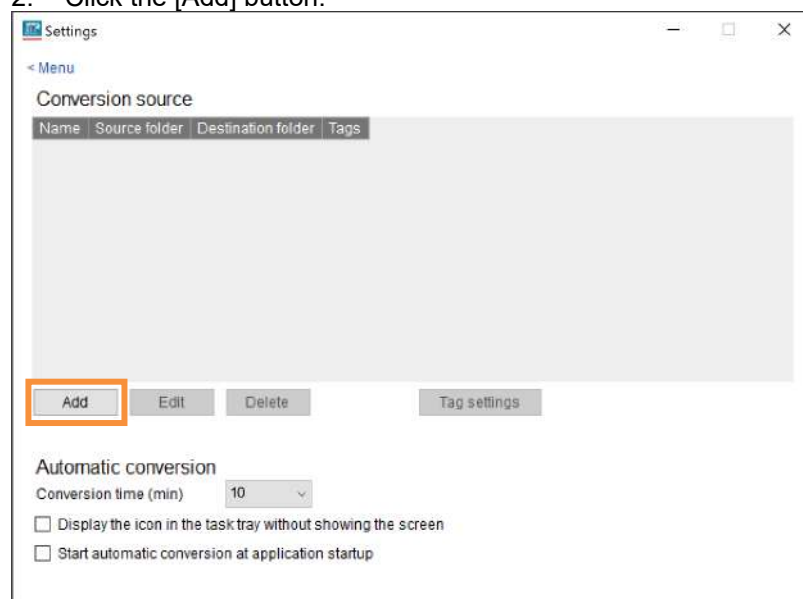 2. Click the [Add] button.
Settings
< Menu
Conversion source
Name Source folder Destination folder Tags
Add Edit Delete Tag settings
Automatic conversion
Conversion time (min) 10
Display the icon in the task tray without showing the screen
Start automatic conversion at application startup